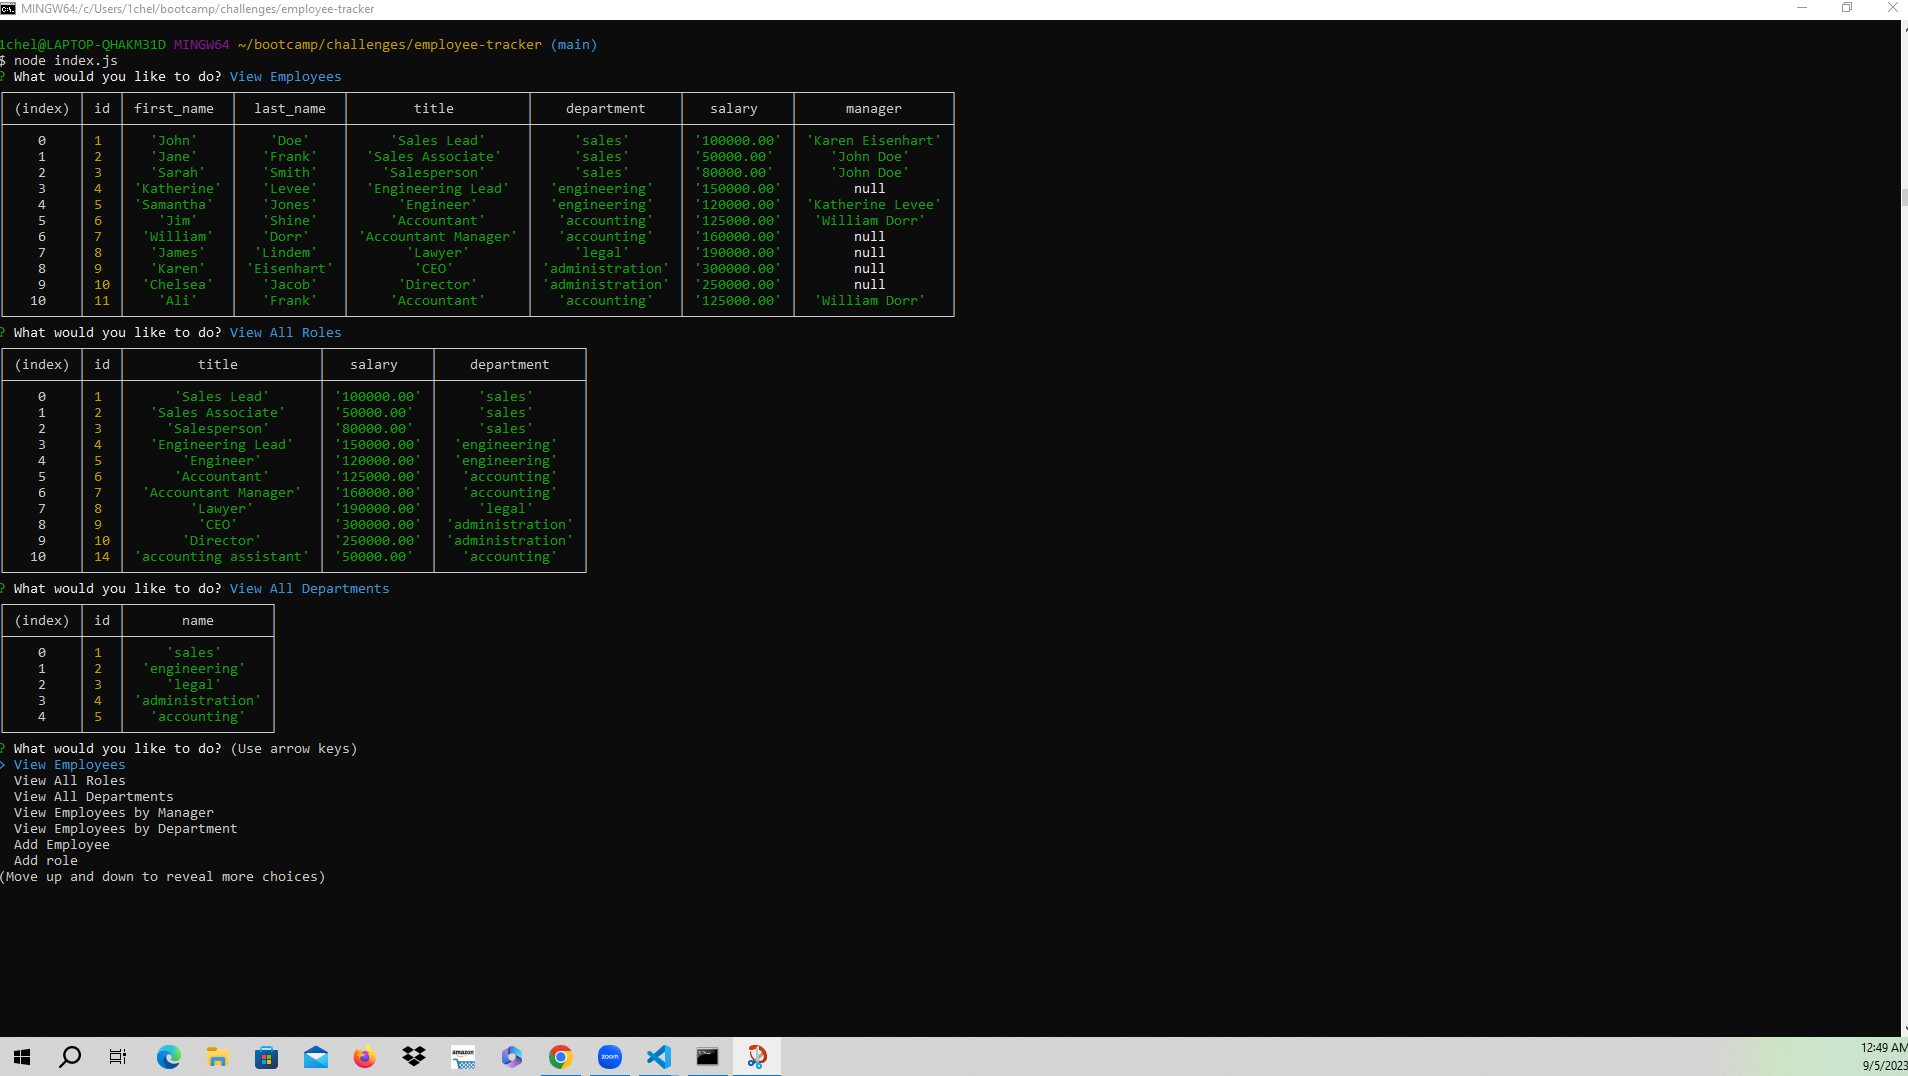 MINGW64:/c/Users/1chel/bootcamp/challenges/employee-tracker
1chel@LAPTOP-QHAKM31D MINGW64 ~/bootcamp/challenges/employee-tracker (main)
$ node index.js
? What would you like to do? View Employees
(index) id first_name last_name title department salary manager
0 1 'John' 'Doe' 'Sales Lead' 'sales' '100000.00' 'Karen Eisenhart'
1 2 'Jane' 'Frank' 'Sales Associate' 'sales' '50000.00' 'John Doe'
2 3 'Sarah' 'Smith' 'Salesperson' 'sales' '80000.00' 'John Doe'
3 4 'Katherine' 'Levee' 'Engineering Lead' 'engineering' '150000.00' null
4 5 'Samantha' 'Jones' 'Engineer' 'engineering' '120000.00' 'Katherine Levee'
5 6 'Jim' 'Shine' 'Accountant' 'accounting' '125000.00' 'William Dorr'
6 7 'William' 'Dorr' 'Accountant Manager' 'accounting' '160000.00' null
7 8 'James' 'Lindem' 'Lawyer' 'legal' '190000.00' null
8 9 'Karen' 'Eisenhart' 'CEO' 'administration' '300000.00' null
9 10 'Chelsea' 'Jacob' 'Director' 'administration' '250000.00' null
10 11 'Ali' 'Frank' 'Accountant' 'accounting' '125000.00' 'William Dorr'
? What would you like to do? View All Roles
(index) id title salary department
0 1 'Sales Lead' '100000.00' 'sales'
1 2 'Sales Associate' '50000.00' 'sales'
2 3 'Salesperson' '80000.00' 'sales'
3 4 'Engineering Lead' '150000.00' 'engineering'
4 5 'Engineer' '120000.00' 'engineering'
5 6 'Accountant' '125000.00' 'accounting'
6 7 'Accountant Manager' '160000.00' 'accounting'
7 8 'Lawyer' '190000.00' 'legal'
8 9 'CEO' '300000.00' 'administration'
9 10 'Director' '250000.00' 'administration'
10 14 'accounting assistant' '50000.00' 'accounting'
? What would you like to do? View All Departments
(index) id name
0 1 'sales'
1 2 'engineering'
2 3 'legal'
3 4 'administration'
4 5 'accounting'
? What would you like to do? (Use arrow keys)
> View Employees
View All Roles
View All Departments
View Employees by Manager
View Employees by Department
Add Employee
Add role
(Move up and down to reveal more choices)
amazon
zoom
12:49 AM
9/5/2023